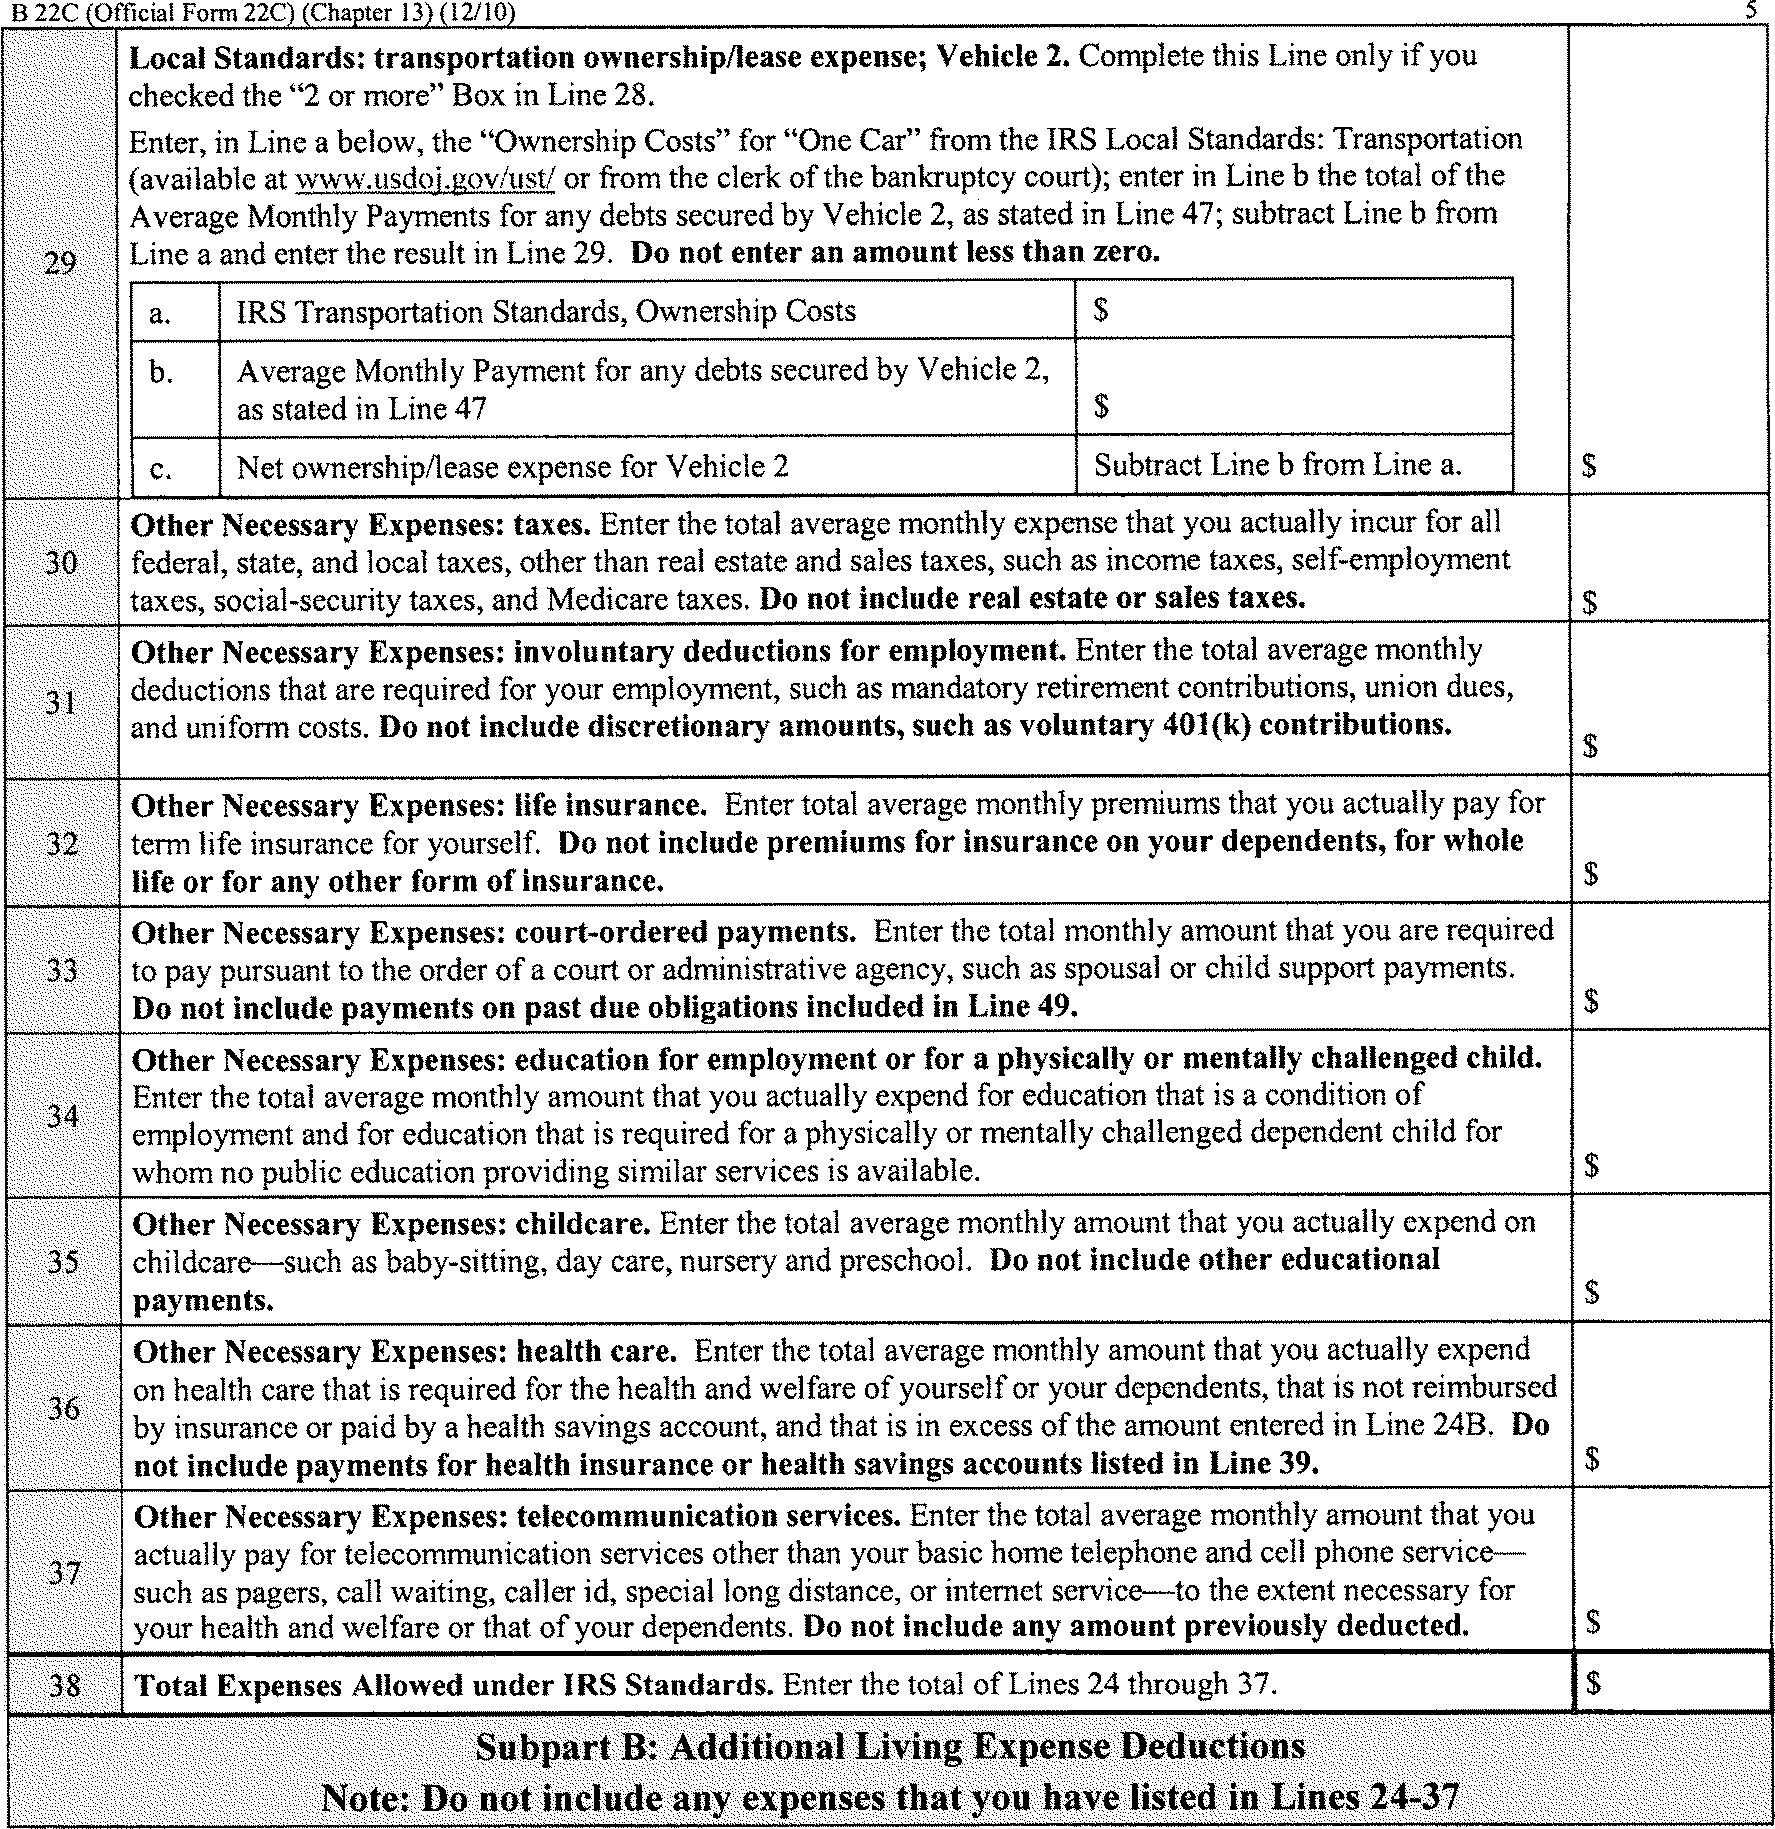 B 22C (Official Form 22C) (Chapter 13) (12/10) 5
Local Standards: transportation ownership/lease expense; Vehicle 2. Complete this Line only if you
checked the “2 or more” Box in Line 28.
Enter, in Line a below, the “Ownership Costs” for “One Car” from the IRS Local Standards: Transportation
(available at www.usdoj.gov/ust/ or from the clerk of the bankruptcy court); enter in Line b the total of the
Average Monthly Payments for any debts secured by Vehicle 2, as stated in Line 47; subtract Line b from
29 Line a and enter the result in Line 29. Do not enter an amount less than zero.
a. IRS Transportation Standards, Ownership Costs $
b. Average Monthly Payment for any debts secured by Vehicle 2,
as stated in Line 47 $
c. Net ownership/lease expense for Vehicle 2 Subtract Line b from Line a. $
Other Necessary Expenses: taxes. Enter the total average monthly expense that you actually incur for all
30 federal, state, and local taxes, other than real estate and sales taxes, such as income taxes, self-employment
taxes, social-security taxes, and Medicare taxes. Do not include real estate or sales taxes. $
Other Necessary Expenses: involuntary deductions for employment. Enter the total average monthly
31 deductions that are required for your employment, such as mandatory retirement contributions, union dues,
and uniform costs. Do not include discretionary amounts, such as voluntary 401(k) contributions.
$
Other Necessary Expenses: life insurance. Enter total average monthly premiums that you actually pay for
32 term life insurance for yourself. Do not include premiums for insurance on your dependents, for whole
life or for any other form of insurance. $
Other Necessary Expenses: court-ordered payments. Enter the total monthly amount that you are required
33 to pay pursuant to the order of a court or administrative agency, such as spousal or child support payments.
Do not include payments on past due obligations included in Line 49. $
Other Necessary Expenses: education for employment or for a physically or mentally challenged child.
34 Enter the total average monthly amount that you actually expend for education that is a condition of
employment and for education that is required for a physically or mentally challenged dependent child for
whom no public education providing similar services is available. $
Other Necessary Expenses: childcare. Enter the total average monthly amount that you actually expend on
35 childcare—such as baby-sitting, day care, nursery and preschool. Do not include other educational
payments. $
Other Necessary Expenses: health care. Enter the total average monthly amount that you actually expend
36 on health care that is required for the health and welfare of yourself or your dependents, that is not reimbursed
by insurance or paid by a health savings account, and that is in excess of the amount entered in Line 24B. Do
not include payments for health insurance or health savings accounts listed in Line 39. $
Other Necessary Expenses: telecommunication services. Enter the total average monthly amount that you
37 actually pay for telecommunication services other than your basic home telephone and cell phone service—
such as pagers, call waiting, caller id, special long distance, or internet service—to the extent necessary for
your health and welfare or that of your dependents. Do not include any amount previously deducted. $
38 Total Expenses Allowed under IRS Standards. Enter the total of Lines 24 through 37. $
Subpart B: Additional Living Expense Deductions
Note: Do not include any expenses that you have listed in Lines 24-37